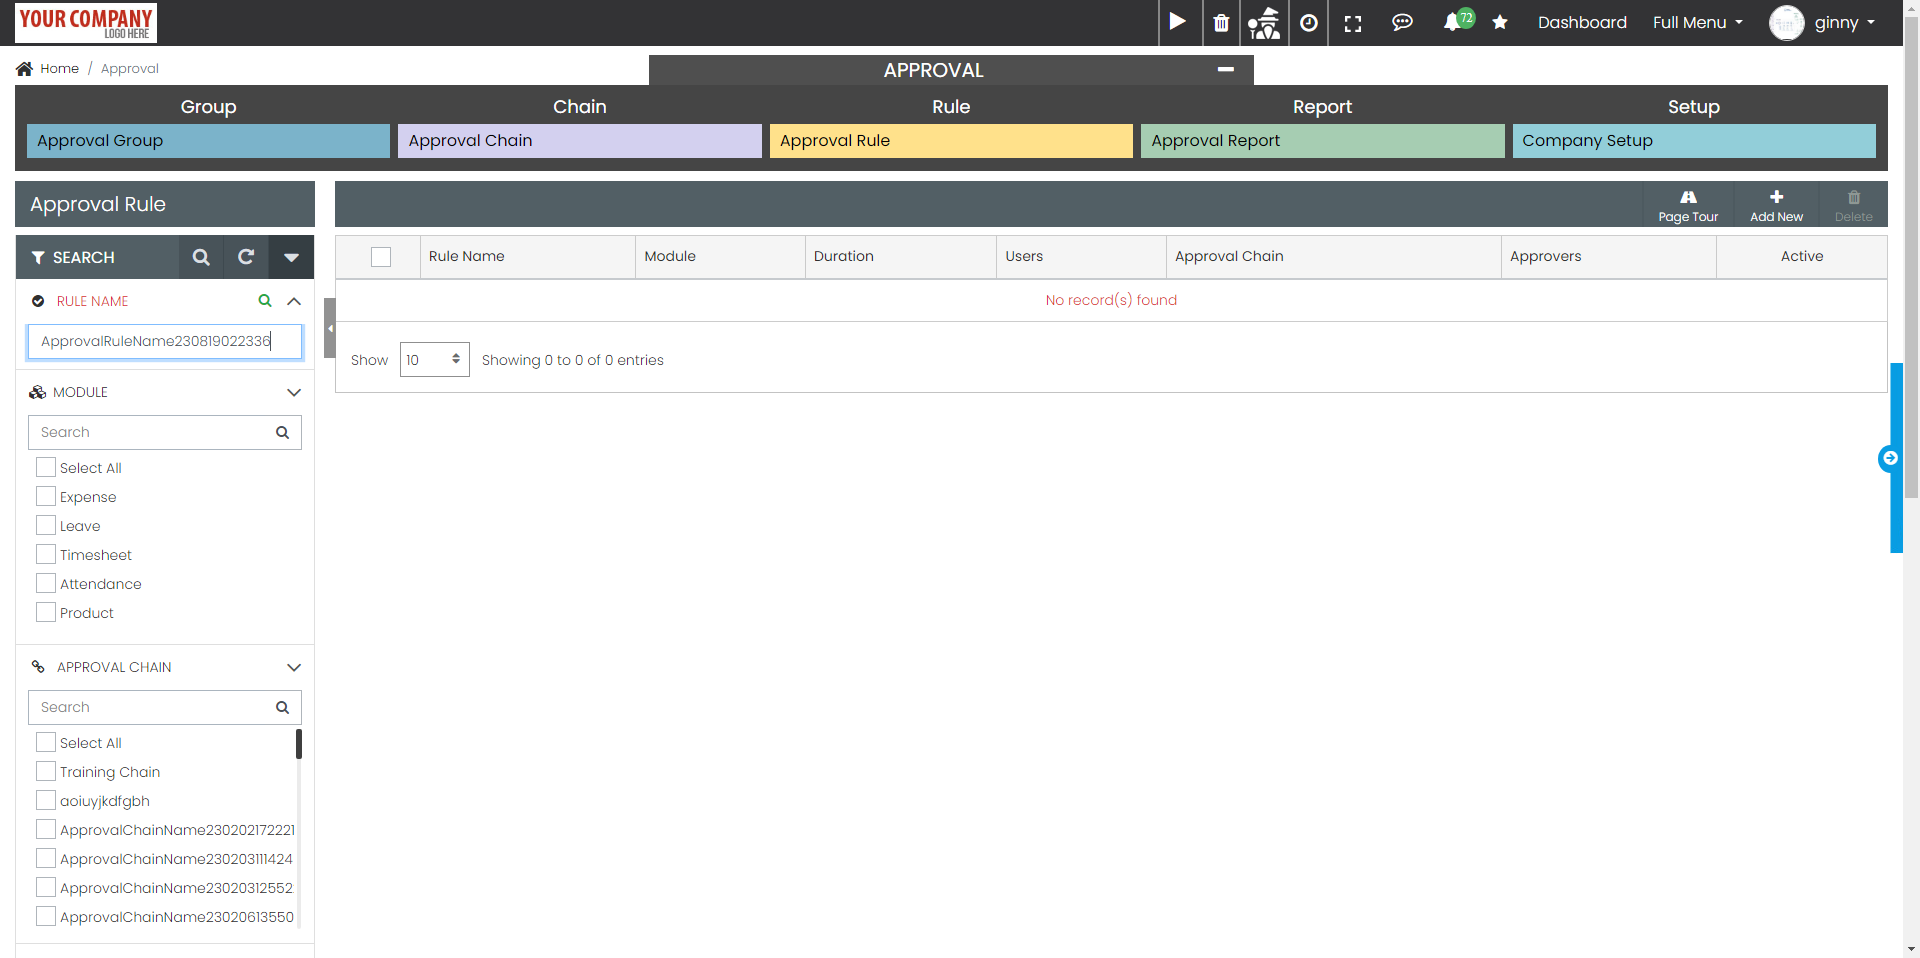 YOUR COMPANY
LOGO HERE
72
Dashboard
Full Menu
ginny
Home / Approval
APPROVAL
Group
Chain
Rule
Report
Setup
Approval Group
Approval Chain
Approval Rule
Approval Report
Company Setup
Approval Rule
Page Tour
Add New
Delete
SEARCH
RULE NAME
ApprovalRuleName230819022336
MODULE
Search
Select All
Expense
Leave
Timesheet
Attendance
Product
APPROVAL CHAIN
Search
Select All
Training Chain
aoiuyjkdfgbh
ApprovalChainName230202172221
ApprovalChainName230203111424
ApprovalChainName23020312552
ApprovalChainName23020613550
Rule Name
Module
Duration
Users
Approval Chain
Approvers
Active
No record(s) found
Show 10 Showing 0 to 0 of 0 entries